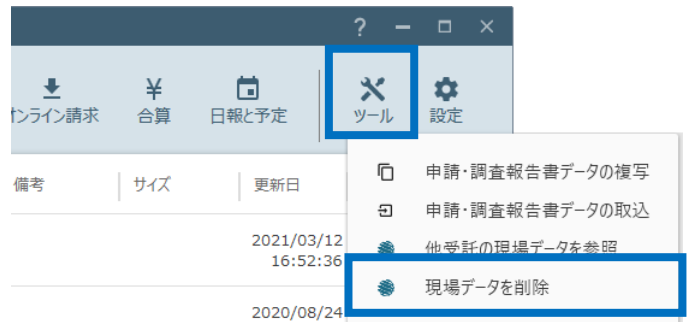 ?
オンライン請求 合算 日報と予定 ツール 設定
備考 サイズ 更新日
申請・調査報告書データの複写
申請・調査報告書データの取込
他受託の現場データを参照
現場データを削除
2021/03/12
16:52:36
2020/08/24